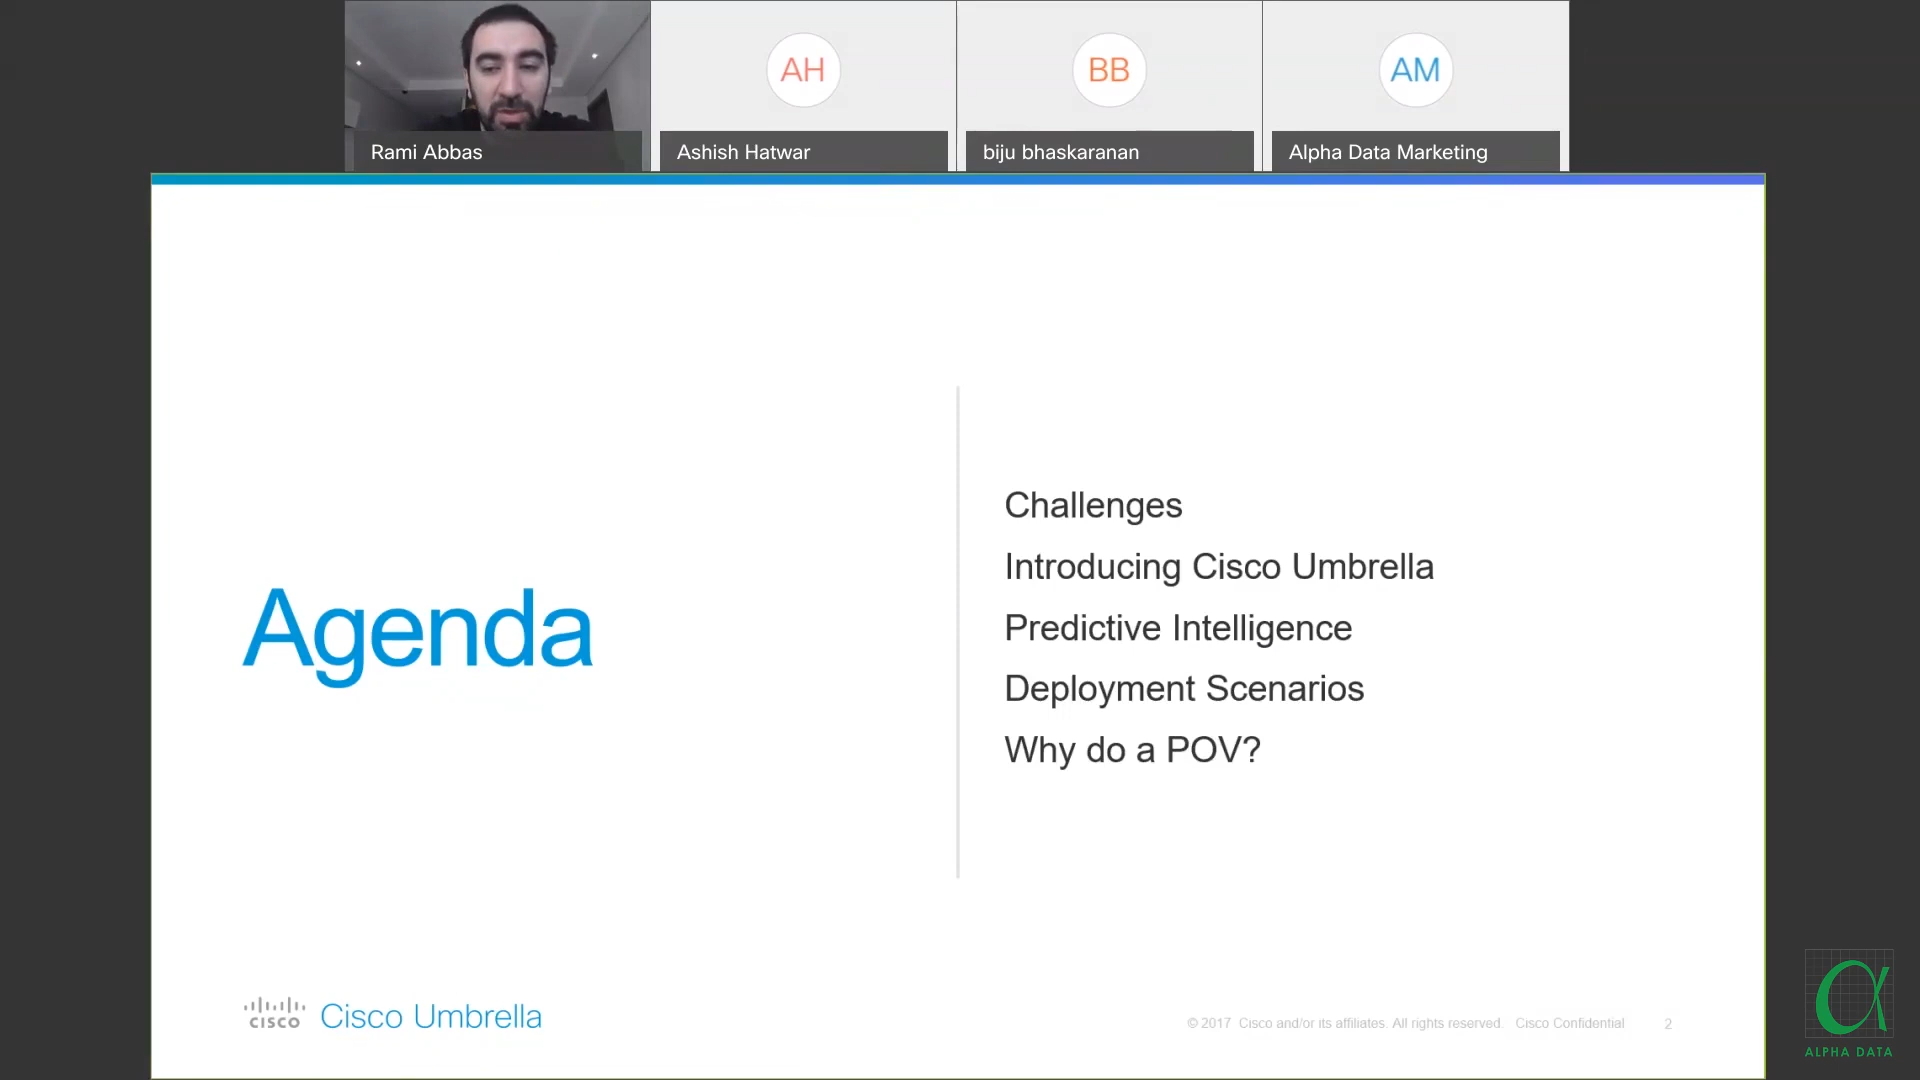 AH
BB
AM
Rami Abbas
Ashish Hatwar
biju bhaskaranan
Alpha Data Marketing
Agenda
Challenges
Introducing Cisco Umbrella
Predictive Intelligence
Deployment Scenarios
Why do a POV?
CISCO Cisco Umbrella
© 2017 Cisco and/or its affiliates. All rights reserved. Cisco Confidential 2
ALPHA DATA